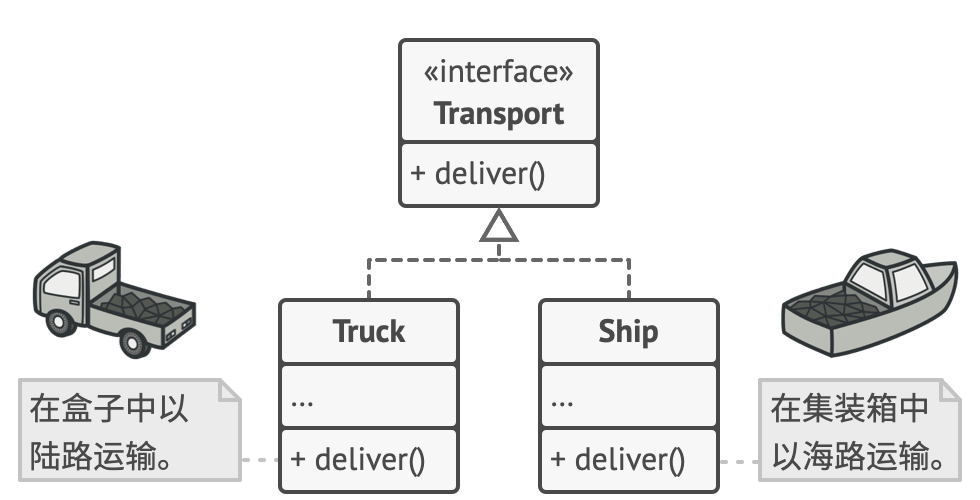 «interface»
Transport
+ deliver()
Truck
...
+ deliver()
Ship
...
+ deliver()
在盒子中以
陆路运输。
在集装箱中
以海路运输。